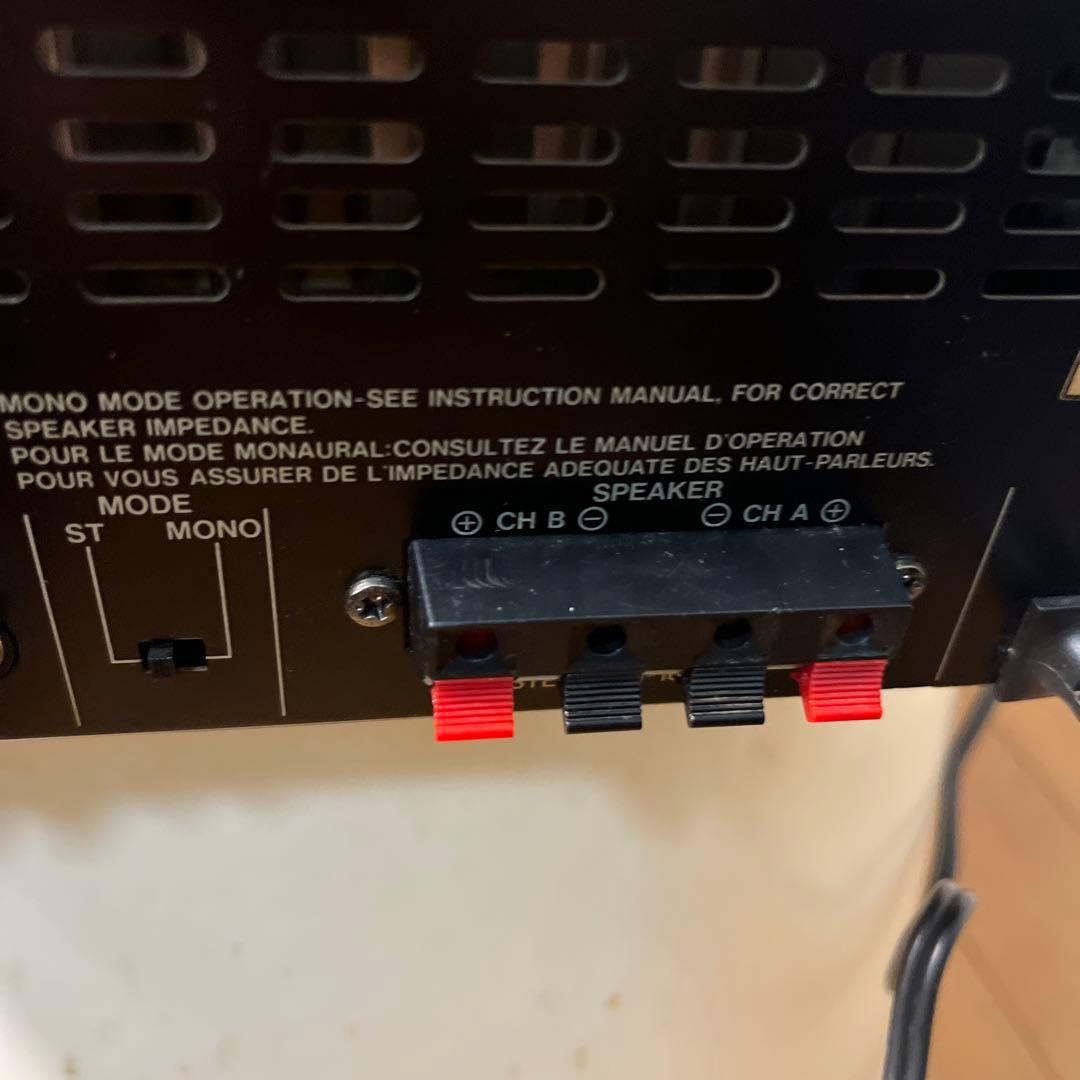 MONO MODE OPERATION-SEE INSTRUCTION MANUAL, FOR CORRECT
SPEAKER IMPEDANCE.
POUR LE MODE MONAURAL:CONSULTEZ LE MANUEL D'OPERATION
POUR VOUS ASSURER DE L'IMPEDANCE ADEQUATE DES HAUT-PARLEURS.
MODE
ST MONO
SPEAKER
⊕ CH B ⊖ ⊖ CH A ⊕